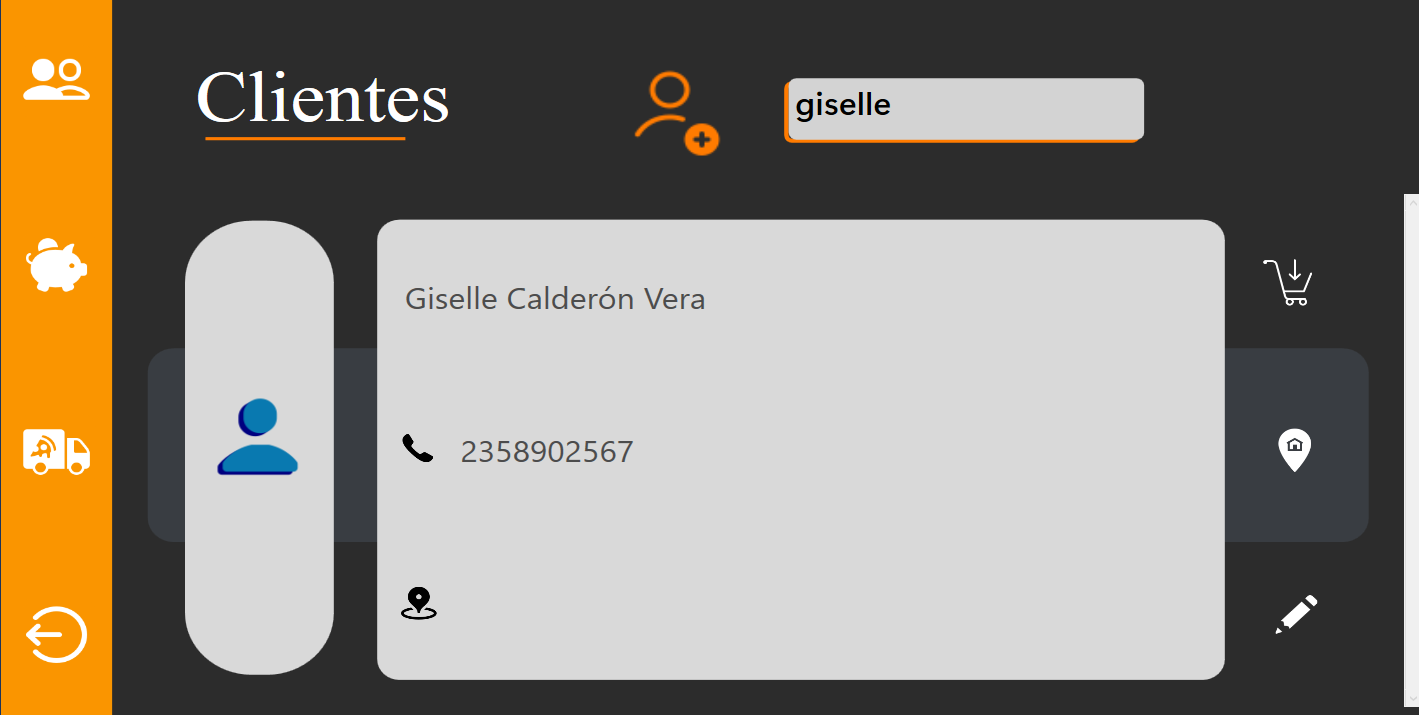 Clientes
giselle
Giselle Calderón Vera
2358902567